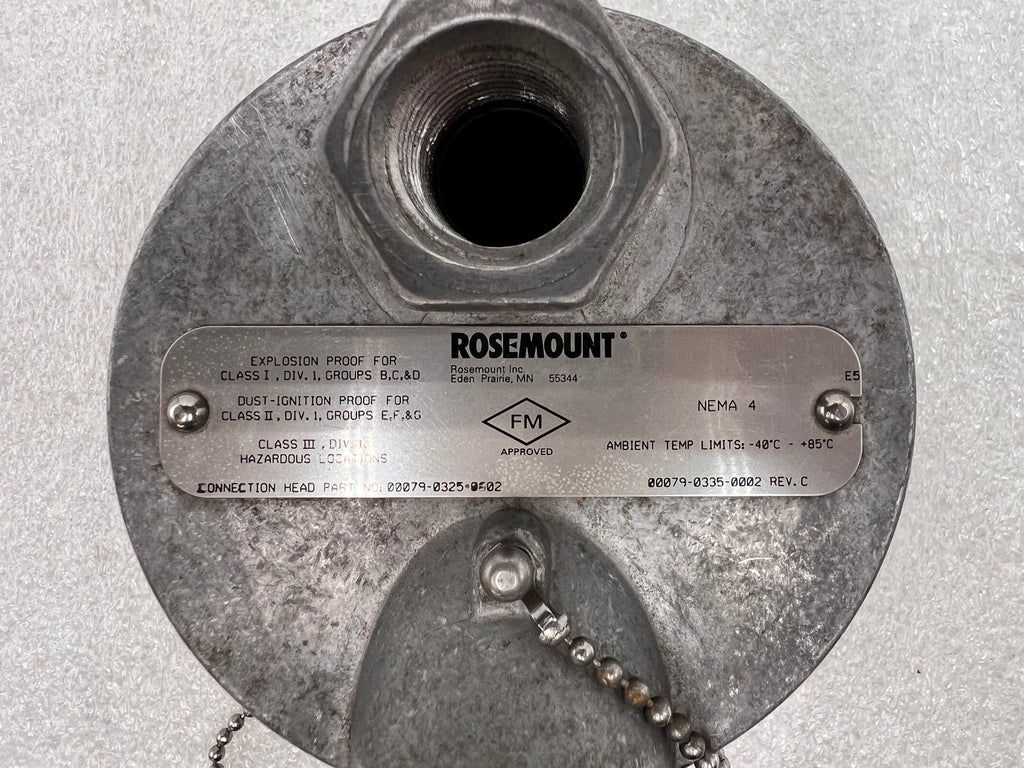 ROSEMOUNT
Rosemount Inc.
Eden Prairie, MN 55344
EXPLOSION PROOF FOR
CLASS I, DIV. 1, GROUPS B,C,&D
DUST-IGNITION PROOF FOR
CLASS II, DIV. 1, GROUPS E,F,&G
CLASS III, DIV. 1,
HAZARDOUS LOCATIONS
CONNECTION HEAD PART NO. 00079-0325-0502
FM
APPROVED
E5
NEMA 4
AMBIENT TEMP LIMITS: -40°C - +85°C
00079-0335-0002 REV. C